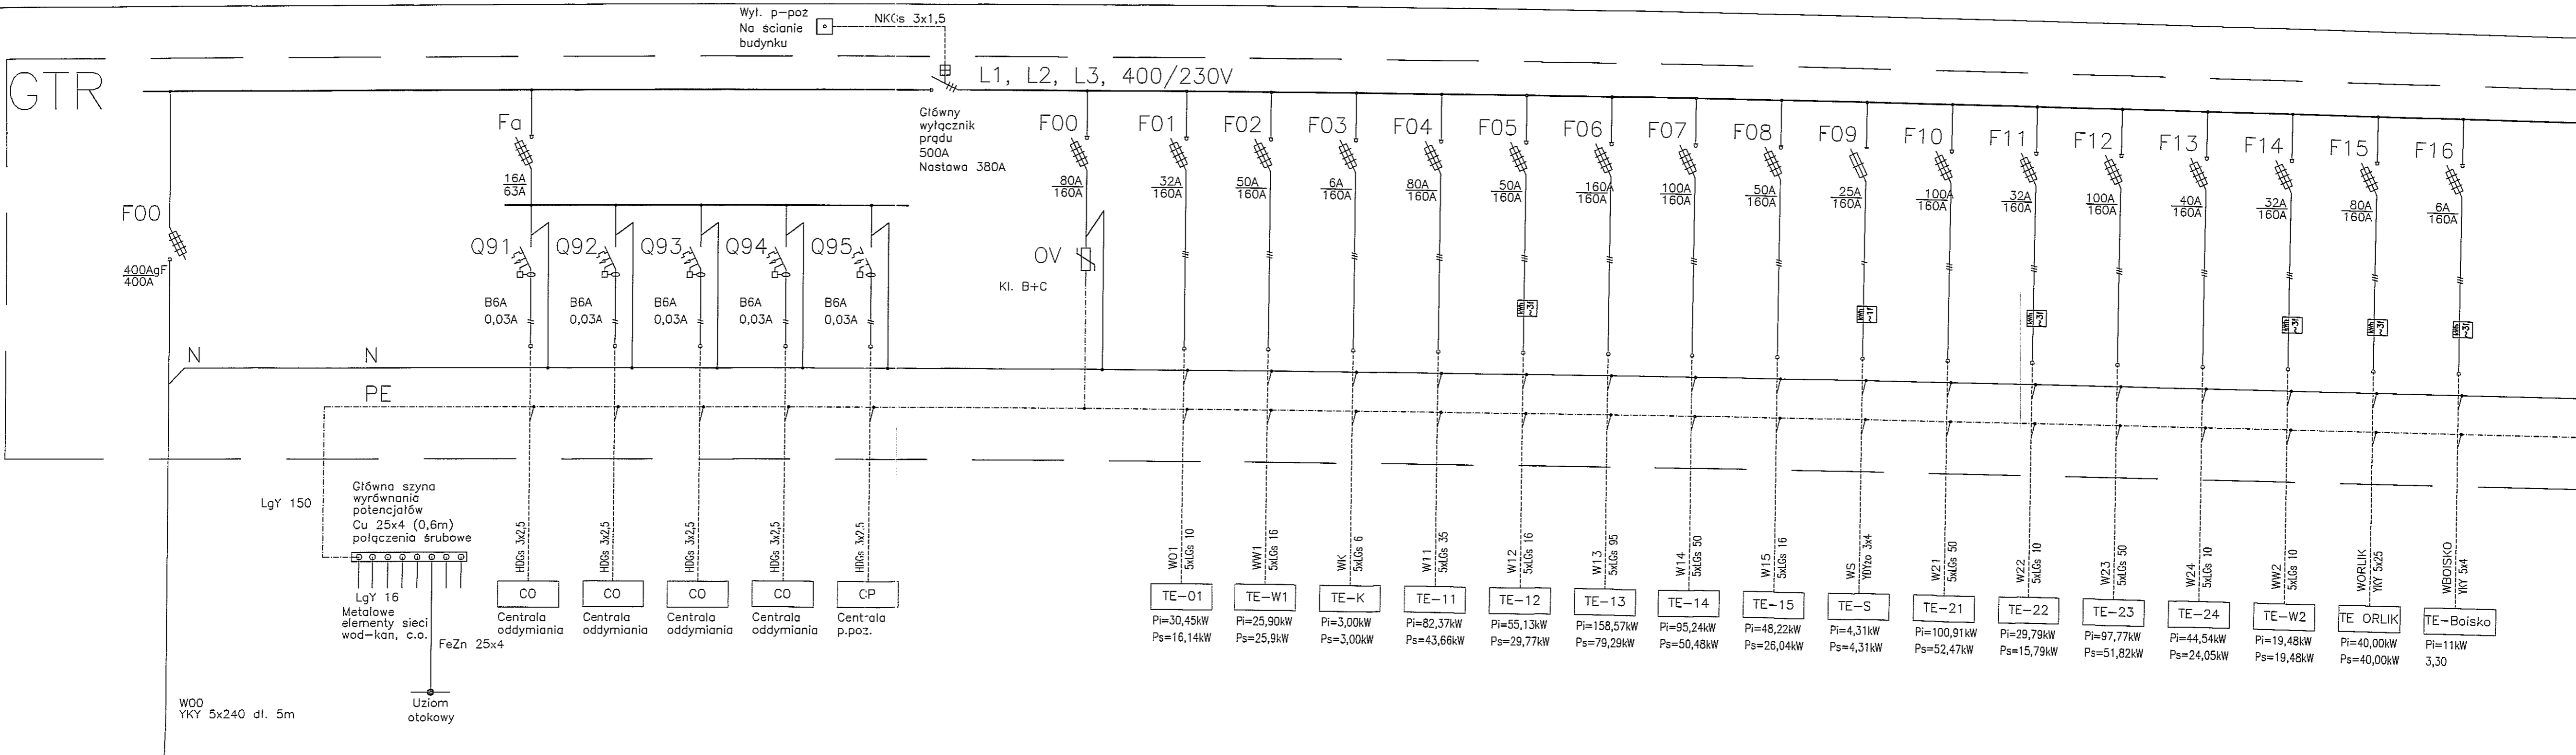 Wył. p-poż
Na ścianie
budynku
NKGs 3x1,5
GTR
L1, L2, L3, 400/230V
Główny
wyłącznik
prądu
500A
Nastawa 380A
F00
400AgF
400A
Fa
16A
63A
Q91
Q92
Q93
Q94
Q95
B6A
0,03A
B6A
0,03A
B6A
0,03A
B6A
0,03A
B6A
0,03A
F00
80A
160A
OV
Kl. B+C
F01
32A
160A
F02
50A
160A
F03
6A
160A
F04
80A
160A
F05
50A
160A
kWh
~3f
F06
160A
160A
F07
100A
160A
F08
50A
160A
F09
25A
160A
kWh
~1f
F10
100A
160A
F11
32A
160A
kWh
~3f
F12
100A
160A
F13
40A
160A
F14
32A
160A
kWh
~3f
F15
80A
160A
kWh
~3f
F16
6A
160A
kWh
~3f
N
N
PE
LgY 150
Główna szyna
wyrównania
potencjałów
Cu 25x4 (0,6m)
połączenia śrubowe
LgY 16
Metalowe
elementy sieci
wod-kan, c.o.
FeZn 25x4
Uziom
otokowy
W00
YKY 5x240 dł. 5m
HDGs 3x2,5
CO
Centrala
oddymiania
HDGs 3x2,5
CO
Centrala
oddymiania
HDGs 3x2,5
CO
Centrala
oddymiania
HDGs 3x2,5
CO
Centrala
oddymiania
HDGs 3x2,5
CP
Centrala
p.poż.
W01
5xLGs 10
TE-01
Pi=30,45kW
Ps=16,14kW
WW1
5xLGs 16
TE-W1
Pi=25,90kW
Ps=25,9kW
WK
5xLGs 6
TE-K
Pi=3,00kW
Ps=3,00kW
W11
5xLGs 35
TE-11
Pi=82,37kW
Ps=43,66kW
W12
5xLGs 16
TE-12
Pi=55,13kW
Ps=29,77kW
W13
5xLGs 95
TE-13
Pi=158,57kW
Ps=79,29kW
W14
5xLGs 50
TE-14
Pi=95,24kW
Ps=50,48kW
W15
5xLGs 16
TE-15
Pi=48,22kW
Ps=26,04kW
WS
YDYżo 3x4
TE-S
Pi=4,31kW
Ps=4,31kW
W21
5xLGs 50
TE-21
Pi=100,91kW
Ps=52,47kW
W22
5xLGs 10
TE-22
Pi=29,79kW
Ps=15,79kW
W23
5xLGs 50
TE-23
Pi=97,77kW
Ps=51,82kW
W24
5xLGs 10
TE-24
Pi=44,54kW
Ps=24,05kW
WW2
5xLGs 10
TE-W2
Pi=19,48kW
Ps=19,48kW
WORLIK
YKY 5x25
TE ORLIK
Pi=40,00kW
Ps=40,00kW
WBOISKO
YKY 5x4
TE-Boisko
Pi=11kW
3,30